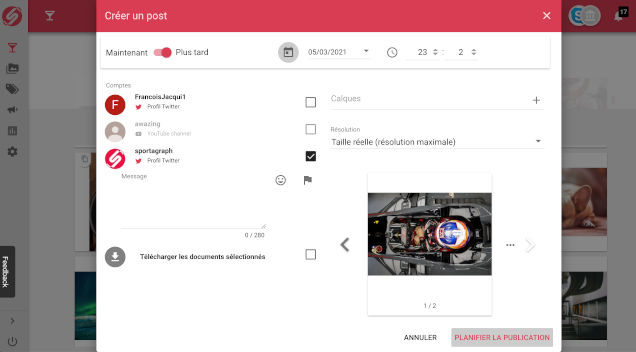 Créer un post
17
Maintenant
Plus tard
05/03/2021
23 : 2
Comptes
F
FrancoisJacqui1
Profil Twitter
awazing
YouTube channel
sportagraph
Profil Twitter
Message
0 / 280
Télécharger les documents sélectionnés
Calques
Résolution
Taille réelle (résolution maximale)
1 / 2
ANNULER
PLANIFIER LA PUBLICATION
Feedback